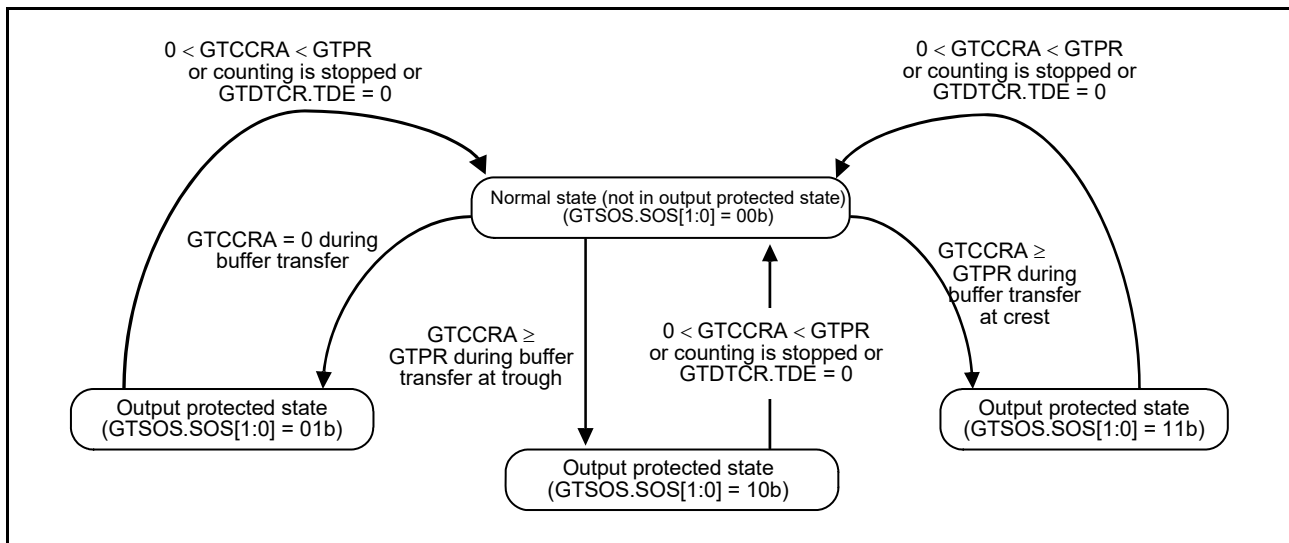 0 < GTCCRA < GTPR
or counting is stopped or
GTDTCR.TDE = 0
0 < GTCCRA < GTPR
or counting is stopped or
GTDTCR.TDE = 0
Normal state (not in output protected state)
(GTSOS.SOS[1:0] = 00b)
GTCCRA = 0 during
buffer transfer
GTCCRA ≥
GTPR during buffer
transfer at trough
0 < GTCCRA < GTPR
or counting is stopped or
GTDTCR.TDE = 0
GTCCRA ≥
GTPR during
buffer transfer
at crest
Output protected state
(GTSOS.SOS[1:0] = 01b)
Output protected state
(GTSOS.SOS[1:0] = 10b)
Output protected state
(GTSOS.SOS[1:0] = 11b)